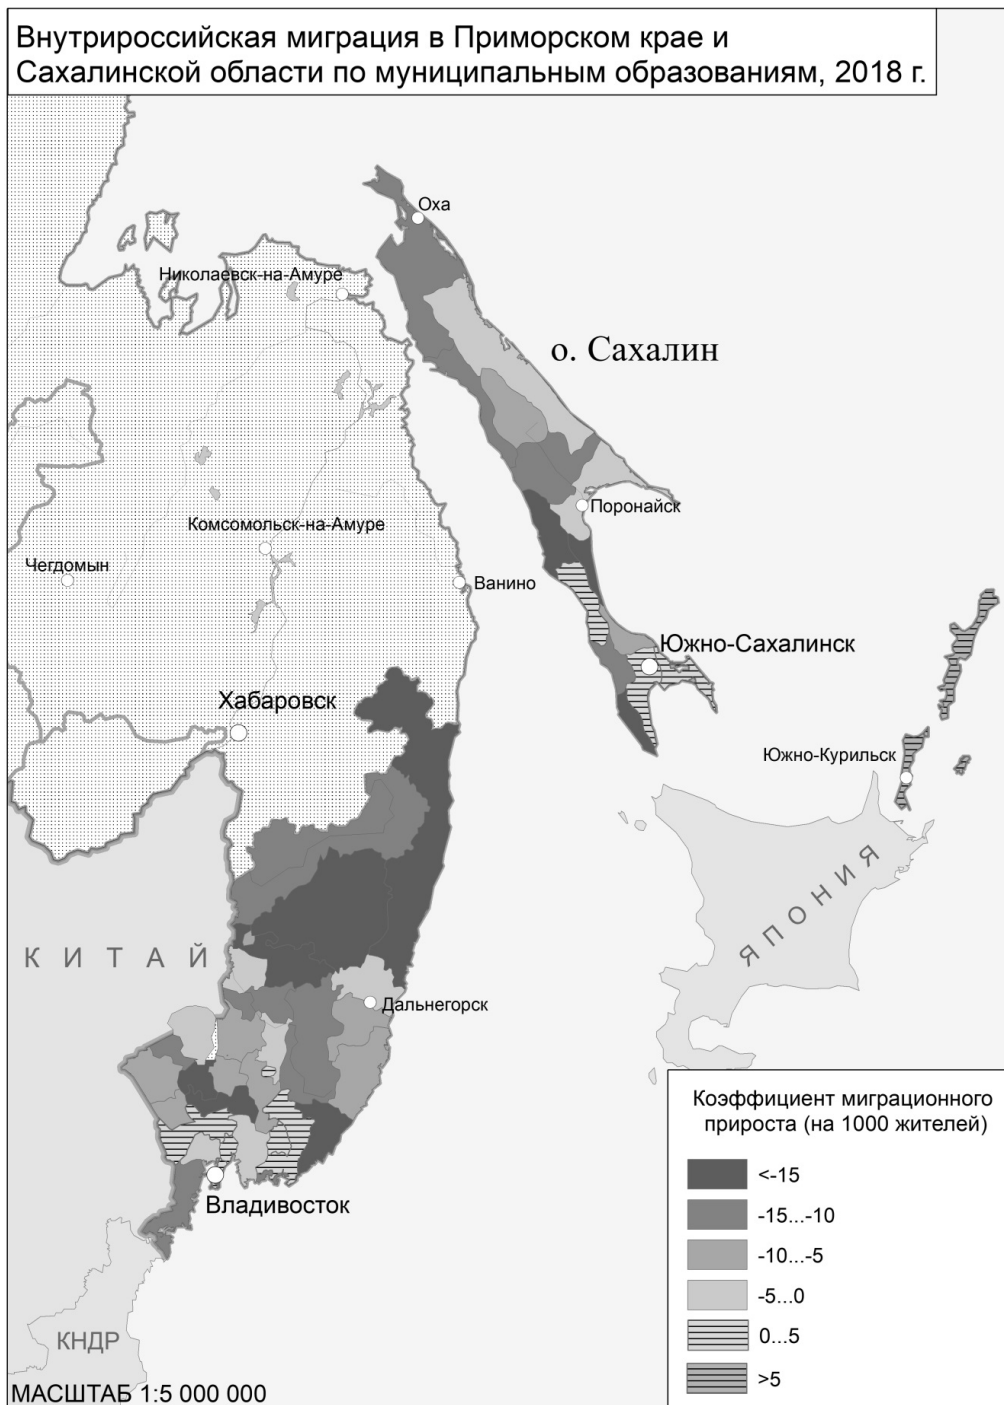 Внутрироссийская миграция в Приморском крае и
Сахалинской области по муниципальным образованиям, 2018 г.
Оха
Николаевск-на-Амуре
о. Сахалин
Поронайск
Комсомольск-на-Амуре
Чегдомын
Ванино
Южно-Сахалинск
Хабаровск
Южно-Курильск
ЯПОНИЯ
КИТАЙ
Дальнегорск
Владивосток
КНДР
МАСШТАБ 1:5 000 000
Коэффициент миграционного
прироста (на 1000 жителей)
<-15
-15...-10
-10...-5
-5...0
0...5
>5